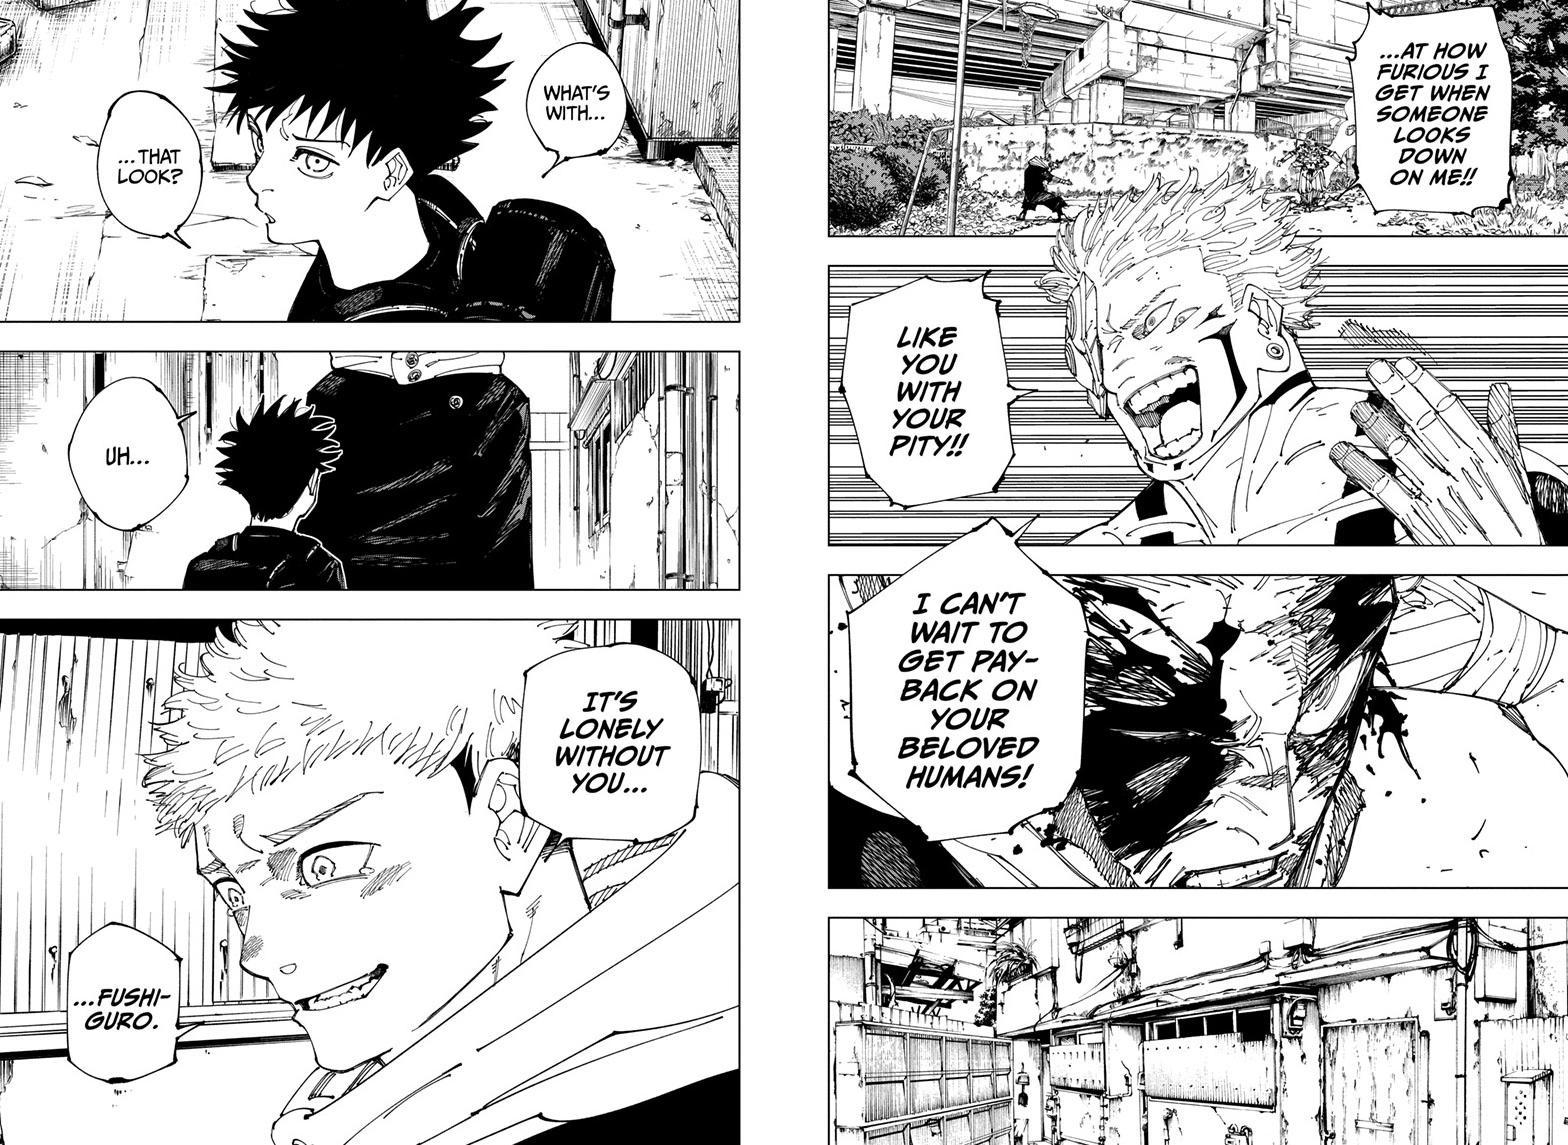 ...AT HOW
FURIOUS I
GET WHEN
SOMEONE
LOOKS
DOWN
ON ME!!
LIKE
YOU
WITH
YOUR
PITY!!
I CAN'T
WAIT TO
GET PAY-
BACK ON
YOUR
BELOVED
HUMANS!
WHAT'S
WITH...
...THAT
LOOK?
UH...
IT'S
LONELY
WITHOUT
YOU...
...FUSHI-
GURO.